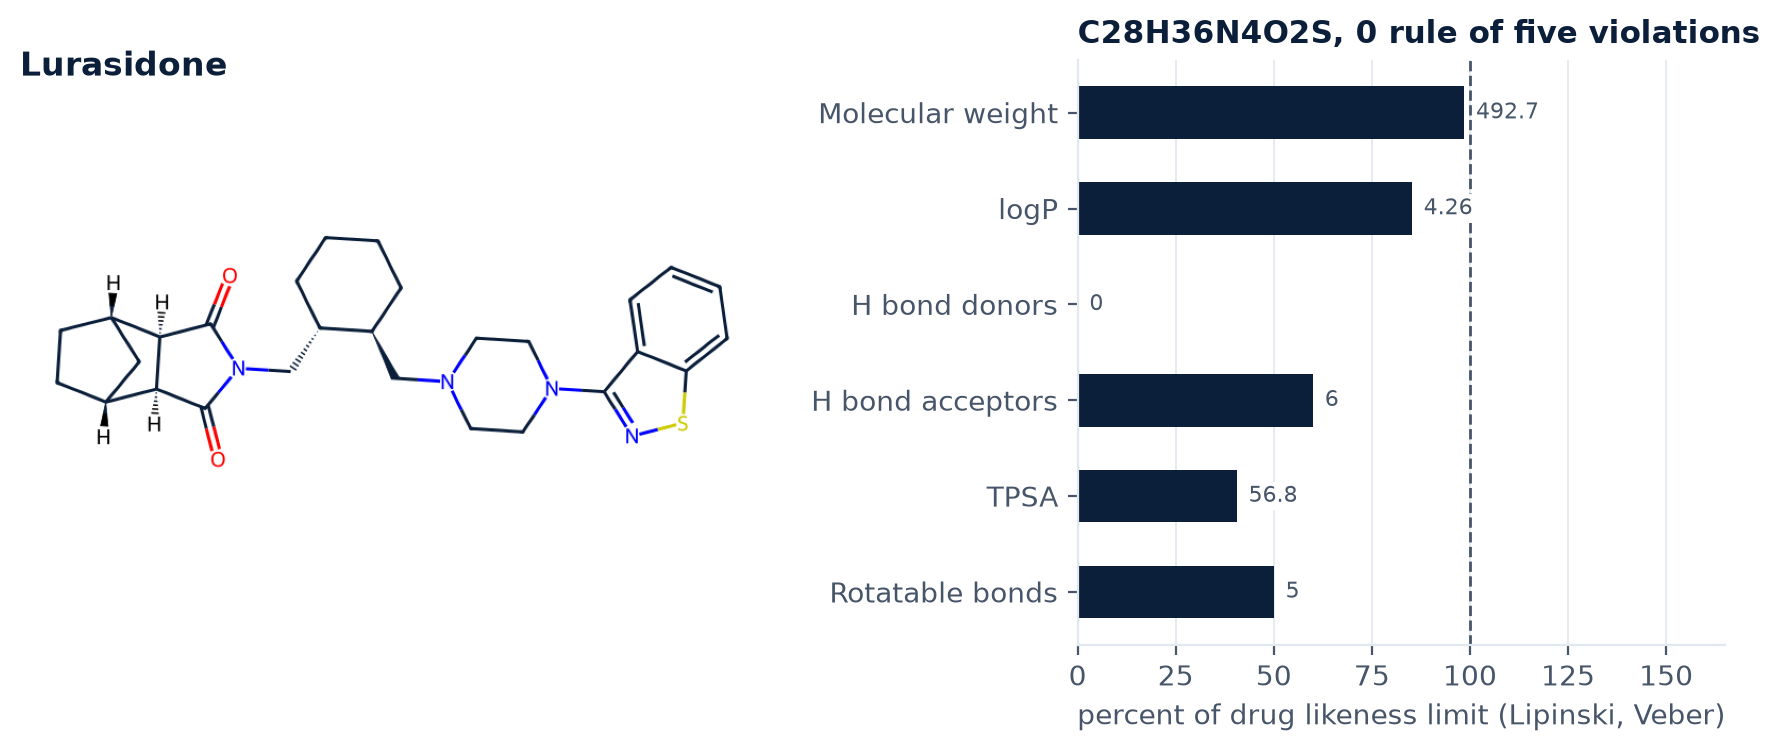 Lurasidone
H
H
O
N
O
H
H
N
N
N
S
C28H36N4O2S, 0 rule of five violations
Molecular weight
492.7
logP
4.26
H bond donors
0
H bond acceptors
6
TPSA
56.8
Rotatable bonds
5
0 25 50 75 100 125 150
percent of drug likeness limit (Lipinski, Veber)